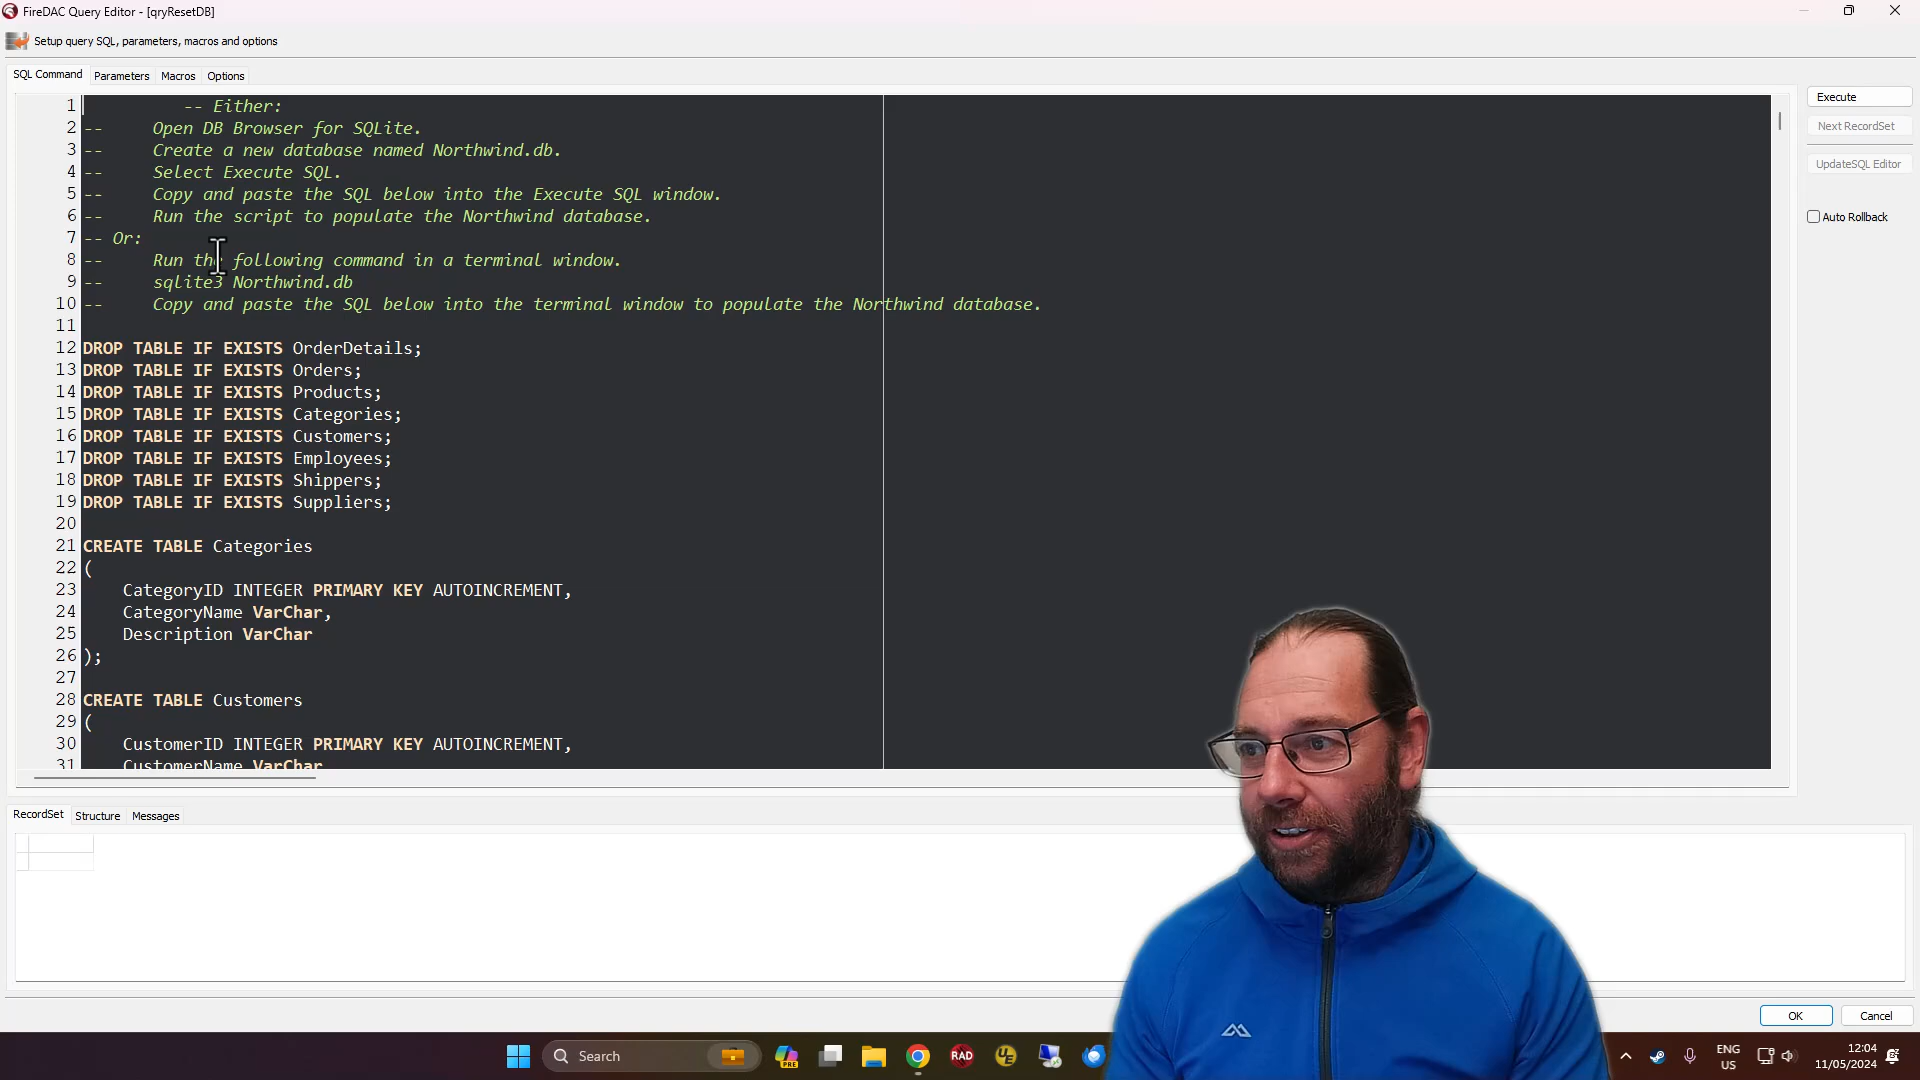 FireDAC Query Editor - [qryResetDB]
Setup query SQL, parameters, macros and options
SQL Command Parameters Macros Options
1 -- Either:
2 -- Open DB Browser for SQLite.
3 -- Create a new database named Northwind.db.
4 -- Select Execute SQL.
5 -- Copy and paste the SQL below into the Execute SQL window.
6 -- Run the script to populate the Northwind database.
7 -- Or:
8 -- Run the following command in a terminal window.
9 -- sqlite3 Northwind.db
10 -- Copy and paste the SQL below into the terminal window to populate the Northwind database.
11
12 DROP TABLE IF EXISTS OrderDetails;
13 DROP TABLE IF EXISTS Orders;
14 DROP TABLE IF EXISTS Products;
15 DROP TABLE IF EXISTS Categories;
16 DROP TABLE IF EXISTS Customers;
17 DROP TABLE IF EXISTS Employees;
18 DROP TABLE IF EXISTS Shippers;
19 DROP TABLE IF EXISTS Suppliers;
20
21 CREATE TABLE Categories
22 (
23 CategoryID INTEGER PRIMARY KEY AUTOINCREMENT,
24 CategoryName VarChar,
25 Description VarChar
26 );
27
28 CREATE TABLE Customers
29 (
30 CustomerID INTEGER PRIMARY KEY AUTOINCREMENT,
31 CustomerName VarChar
Execute
Next RecordSet
UpdateSQL Editor
Auto Rollback
RecordSet Structure Messages
OK Cancel
Search
PRE
RAD
UE
ENG
US
12:04
11/05/2024